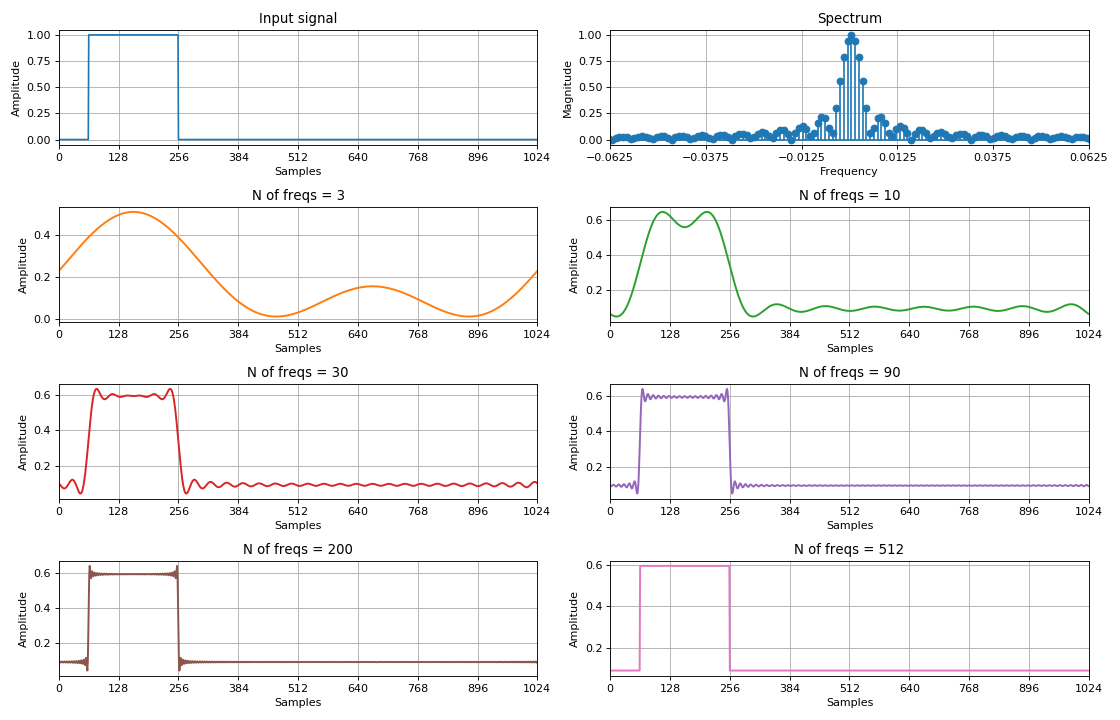 Input signal
Amplitude
1.00
0.75
0.50
0.25
0.00
0 128 256 384 512 640 768 896 1024
Samples
Spectrum
Magnitude
1.00
0.75
0.50
0.25
0.00
−0.0625 −0.0375 −0.0125 0.0125 0.0375 0.0625
Frequency
N of freqs = 3
Amplitude
0.4
0.2
0.0
0 128 256 384 512 640 768 896 1024
Samples
N of freqs = 10
Amplitude
0.6
0.4
0.2
0 128 256 384 512 640 768 896 1024
Samples
N of freqs = 30
Amplitude
0.6
0.4
0.2
0 128 256 384 512 640 768 896 1024
Samples
N of freqs = 90
Amplitude
0.6
0.4
0.2
0 128 256 384 512 640 768 896 1024
Samples
N of freqs = 200
Amplitude
0.6
0.4
0.2
0 128 256 384 512 640 768 896 1024
Samples
N of freqs = 512
Amplitude
0.6
0.4
0.2
0 128 256 384 512 640 768 896 1024
Samples